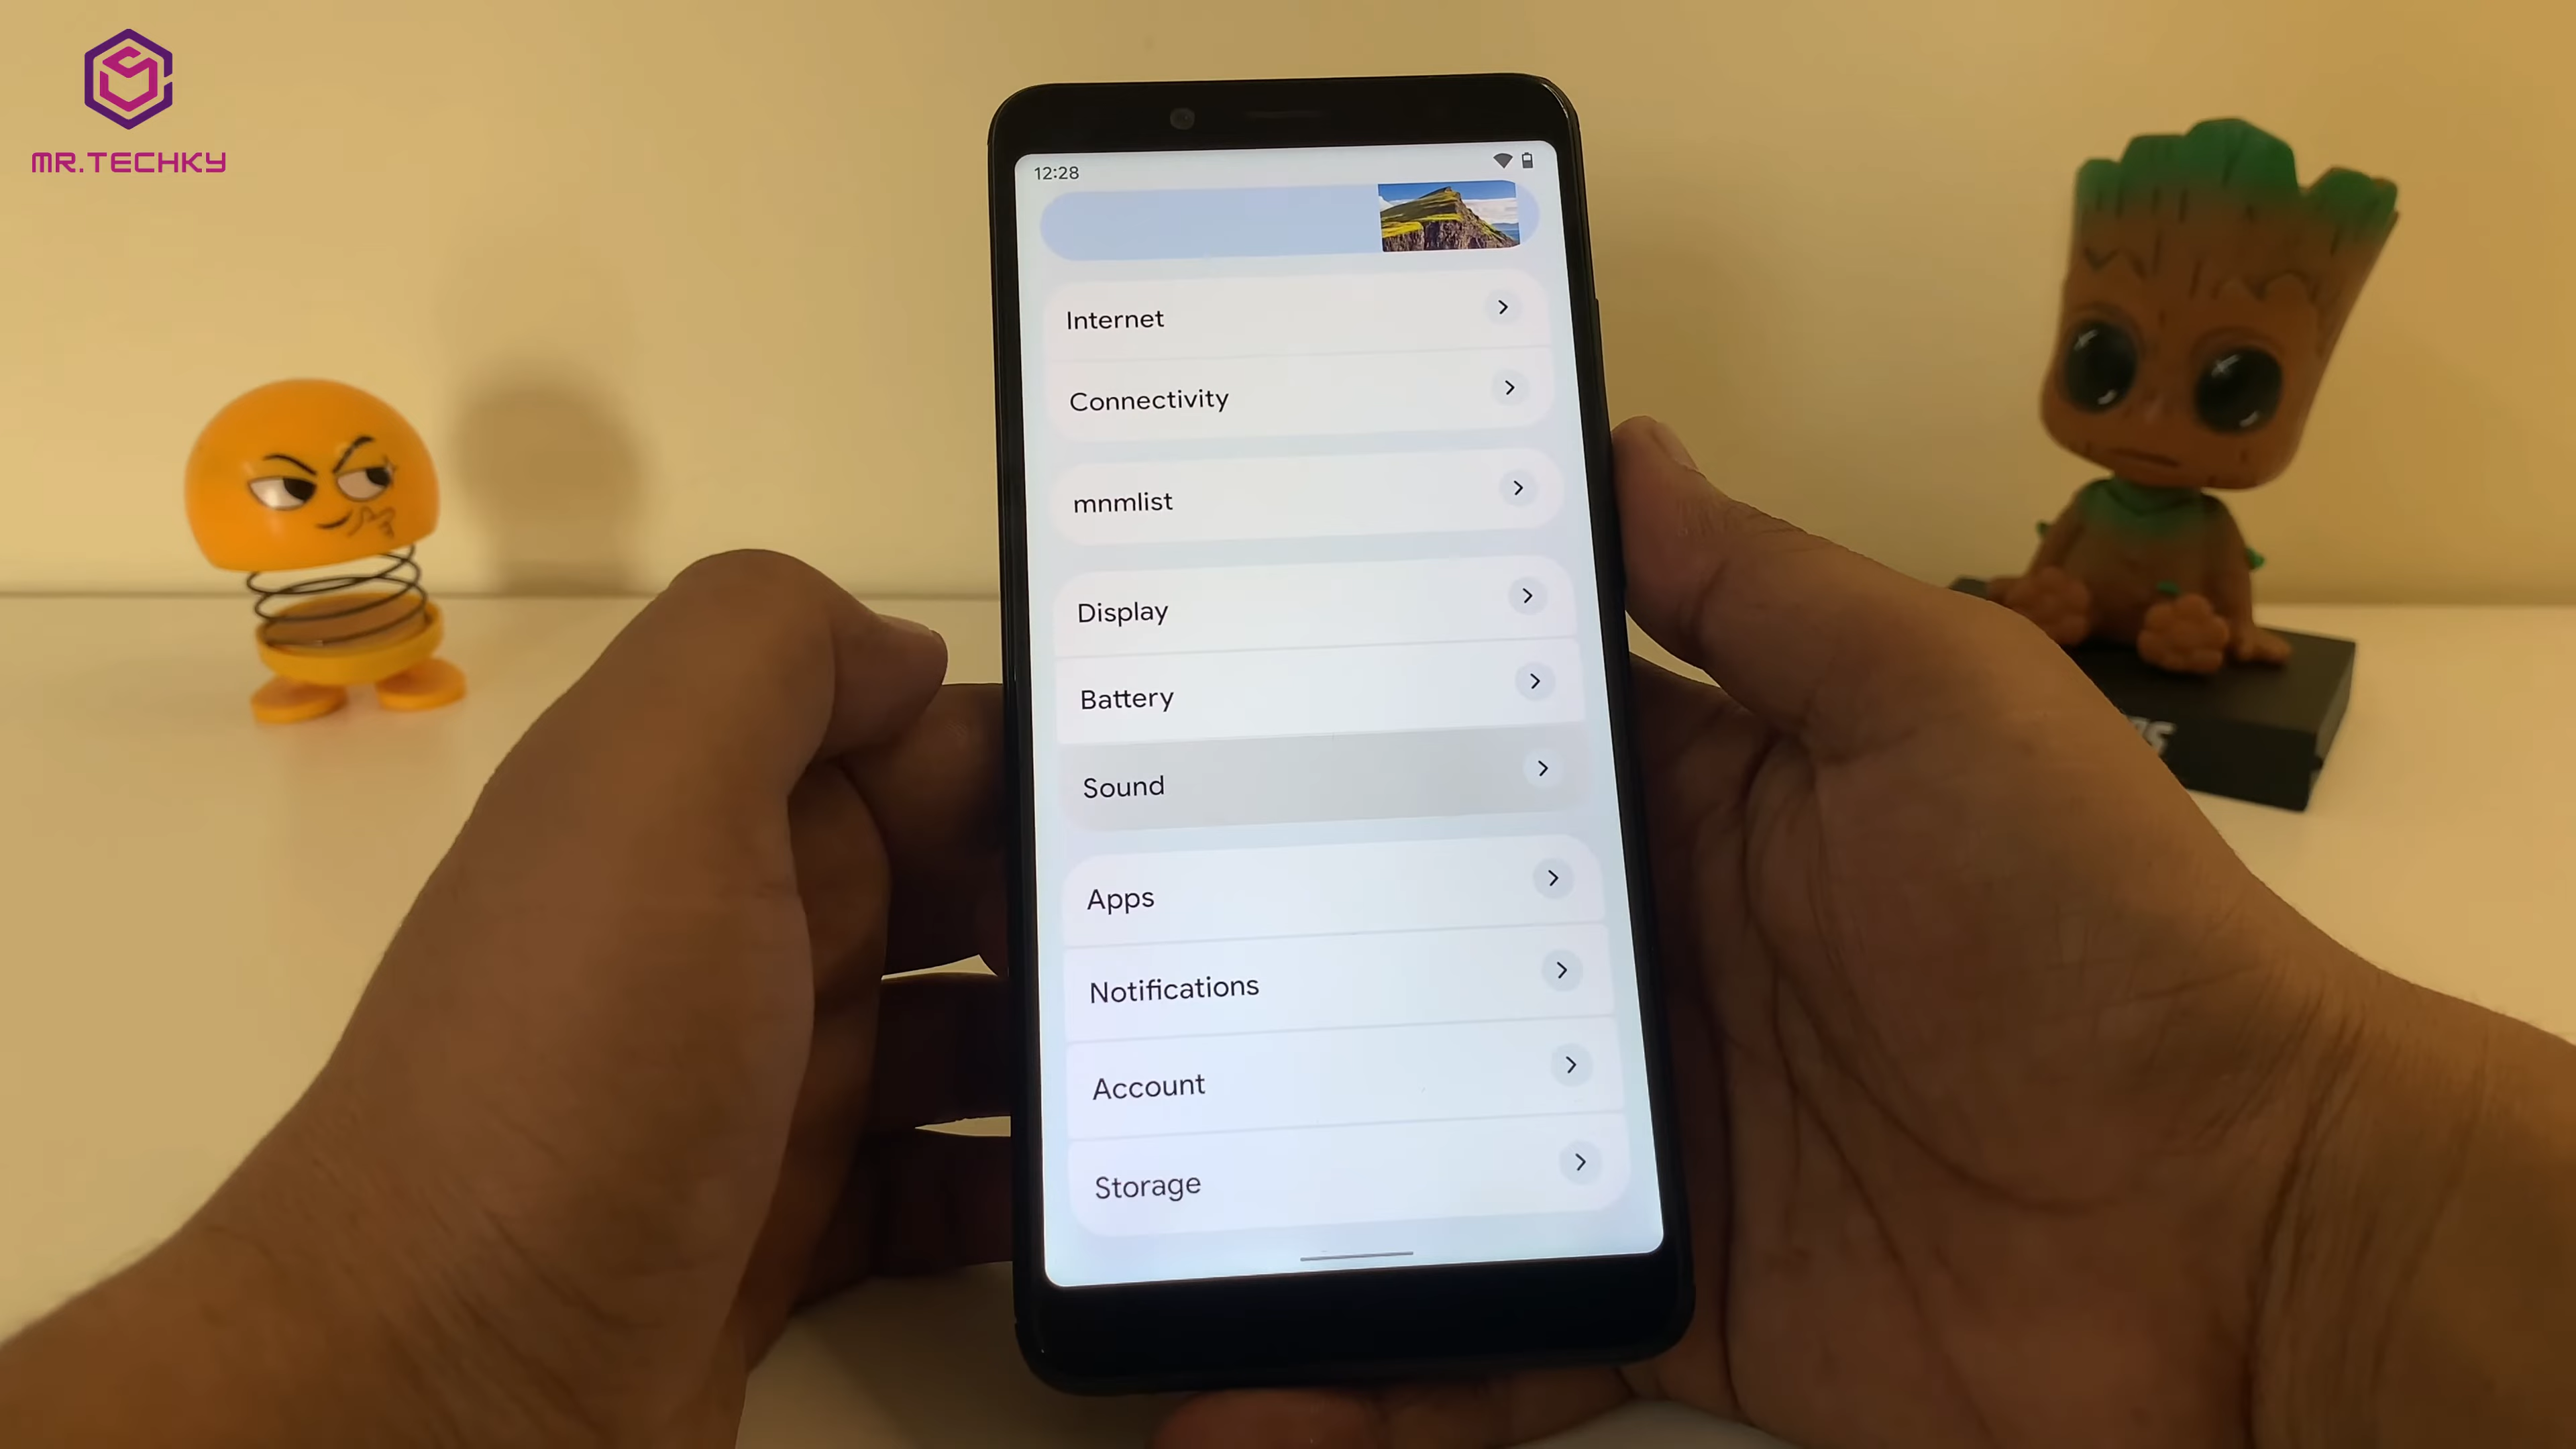 MR.TECHKY
12:28
Internet
Connectivity
mnmlist
Display
Battery
Sound
Apps
Notifications
Account
Storage